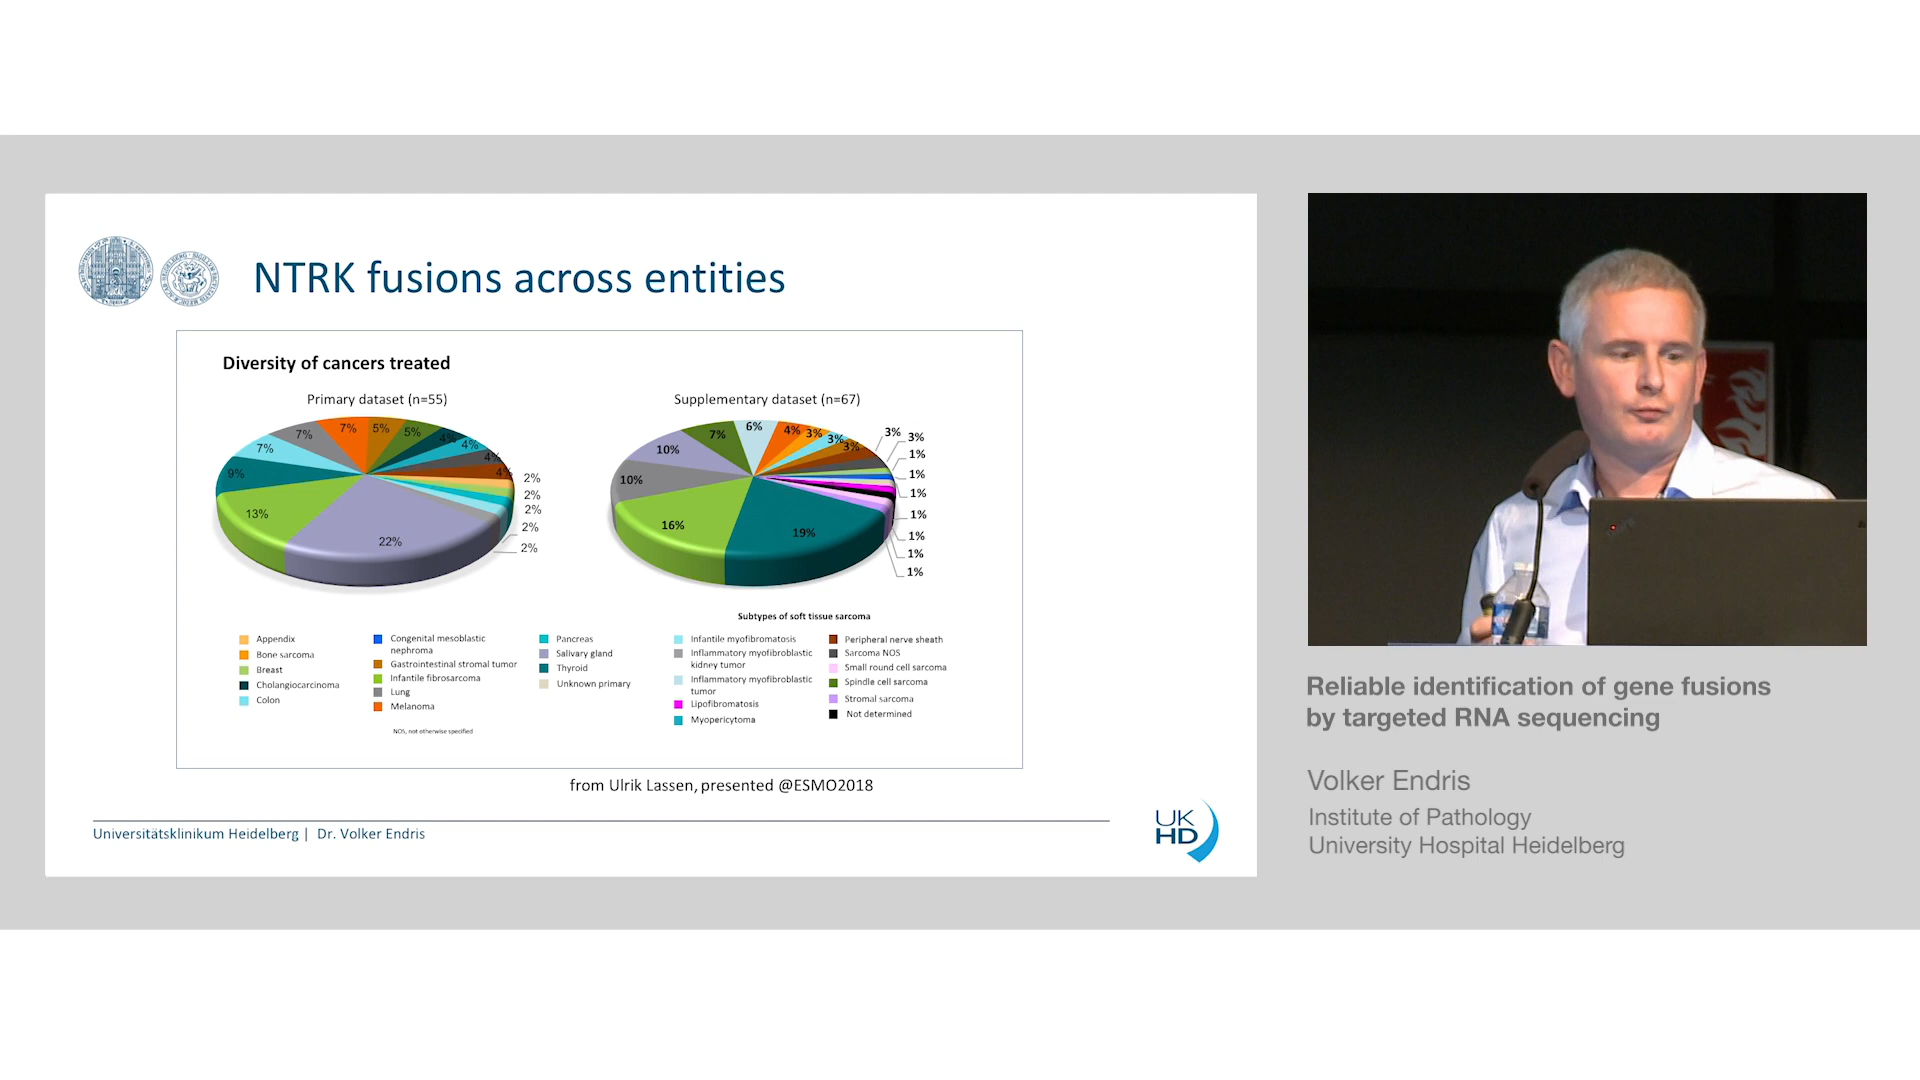 NTRK fusions across entities
Diversity of cancers treated
Primary dataset (n=55)
7%
7%
5%
5%
4%
4%
4%
4%
7%
9%
13%
22%
2%
2%
2%
2%
2%
Supplementary dataset (n=67)
6%
4%
3%
3%
3%
3%
3%
7%
10%
10%
16%
19%
1%
1%
1%
1%
1%
1%
1%
Subtypes of soft tissue sarcoma
Appendix
Bone sarcoma
Breast
Cholangiocarcinoma
Colon
Congenital mesoblastic
nephroma
Gastrointestinal stromal tumor
Infantile fibrosarcoma
Lung
Melanoma
Pancreas
Salivary gland
Thyroid
Unknown primary
Infantile myofibromatosis
Inflammatory myofibroblastic
kidney tumor
Inflammatory myofibroblastic
tumor
Lipofibromatosis
Myopericytoma
Peripheral nerve sheath
Sarcoma NOS
Small round cell sarcoma
Spindle cell sarcoma
Stromal sarcoma
Not determined
NOS, not otherwise specified
from Ulrik Lassen, presented @ESMO2018
Universitätsklinikum Heidelberg | Dr. Volker Endris
UK
HD
Reliable identification of gene fusions
by targeted RNA sequencing
Volker Endris
Institute of Pathology
University Hospital Heidelberg